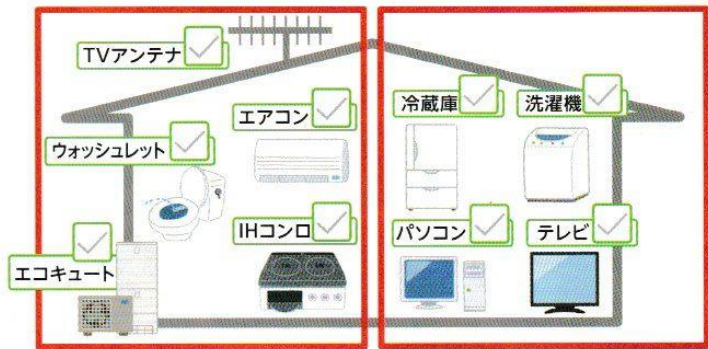 TVアンテナ
エアコン
ウォッシュレット
IHコンロ
エコキュート
冷蔵庫
洗濯機
パソコン
テレビ